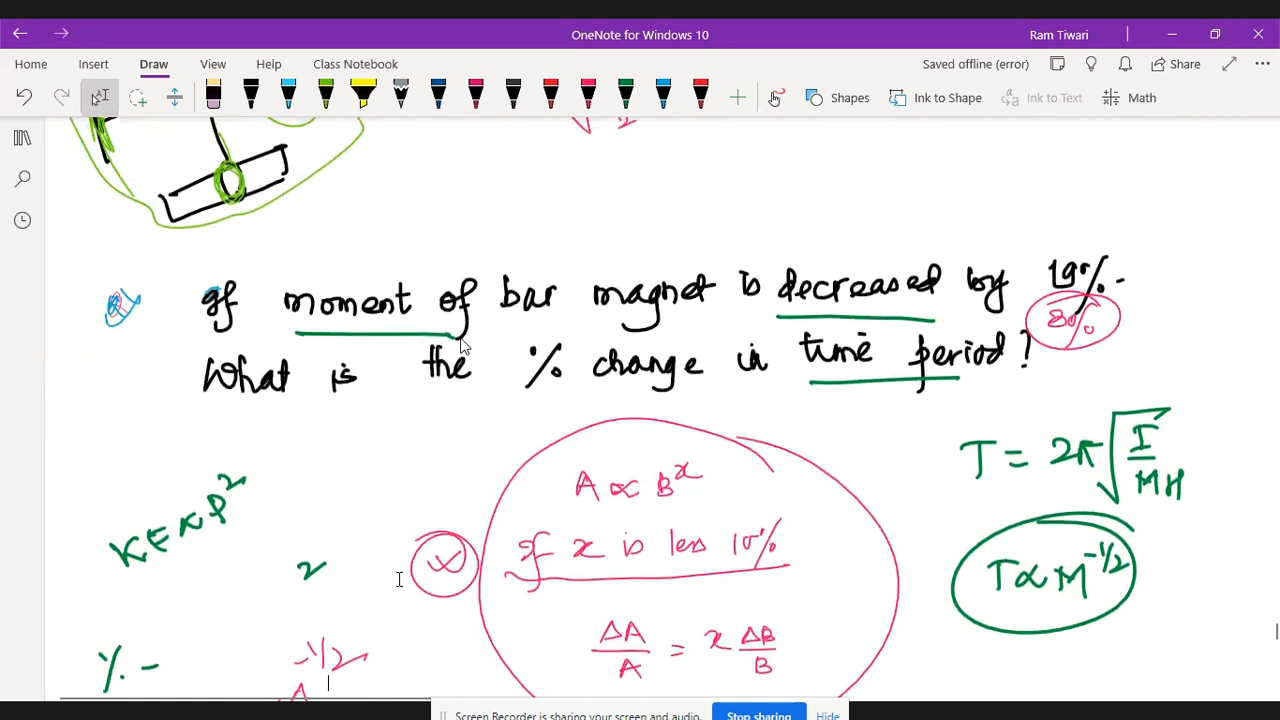 OneNote for Windows 10
Ram Tiwari
Home Insert Draw View Help Class Notebook
Saved offline (error)
Share
Shapes
Ink to Shape
Ink to Text
Math
If moment of bar magnet is decreased by 19%.
80%
What is the % change in time period?
T = 2π√(I/MH)
A ∝ B^x
KE ∝ P²
If x is less 10%
T ∝ M^-1/2
2
ΔA/A = x ΔB/B
% -
-1/2
Screen Recorder is sharing your screen and audio.
Stop sharing
Hide